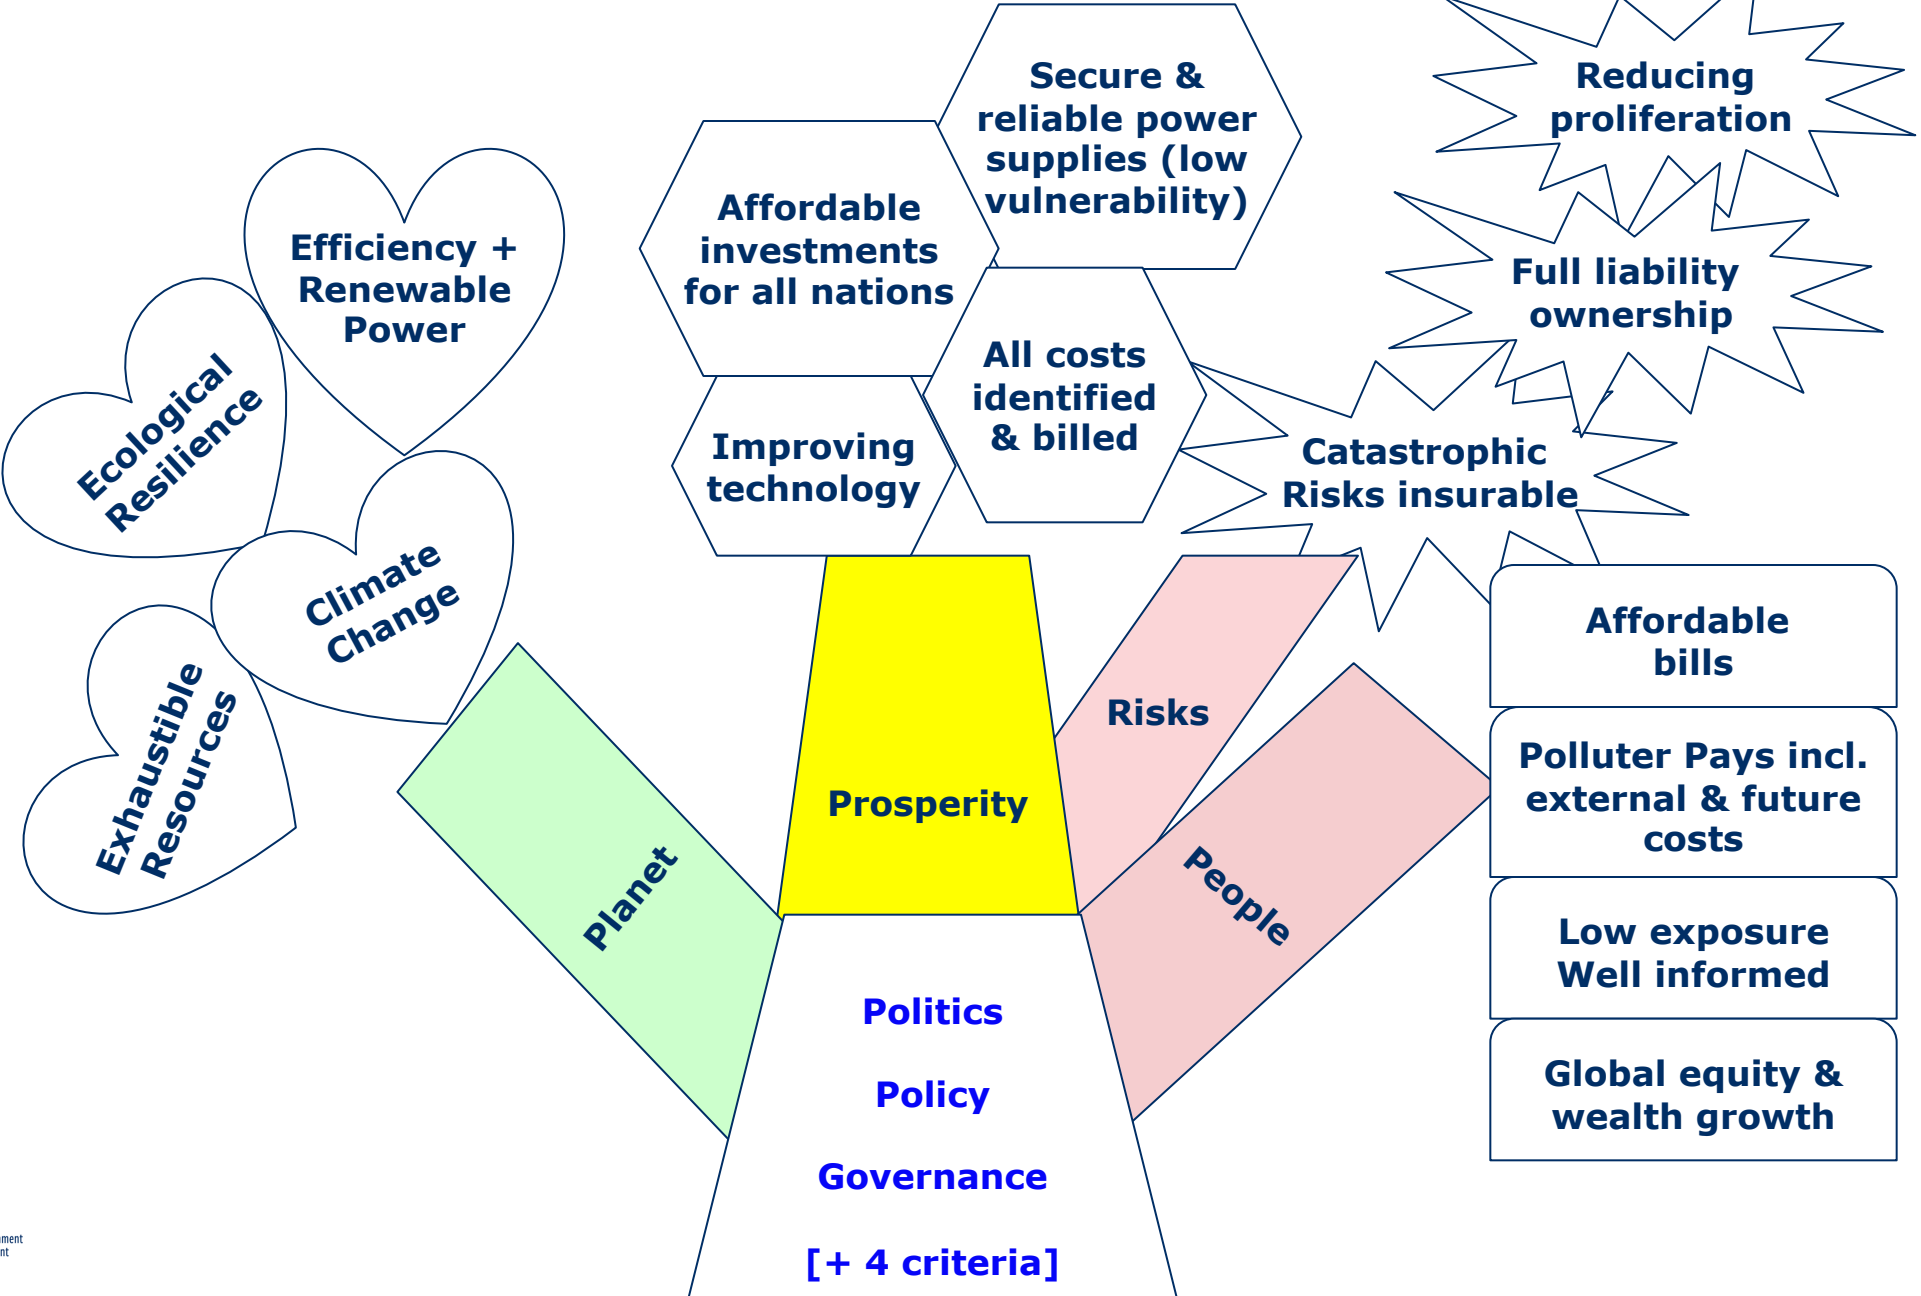 Secure &
reliable power
supplies (low
vulnerability)
Reducing
proliferation
Affordable
investments
for all nations
Efficiency +
Renewable
Power
Full liability
ownership
Ecological
Resilience
All costs
identified
& billed
Improving
technology
Catastrophic
Risks insurable
Climate
Change
Exhaustible
Resources
Affordable
bills
Risks
Prosperity
Polluter Pays incl.
external & future
costs
Planet
People
Low exposure
Well informed
Politics
Policy
Governance
[+ 4 criteria]
Global equity &
wealth growth